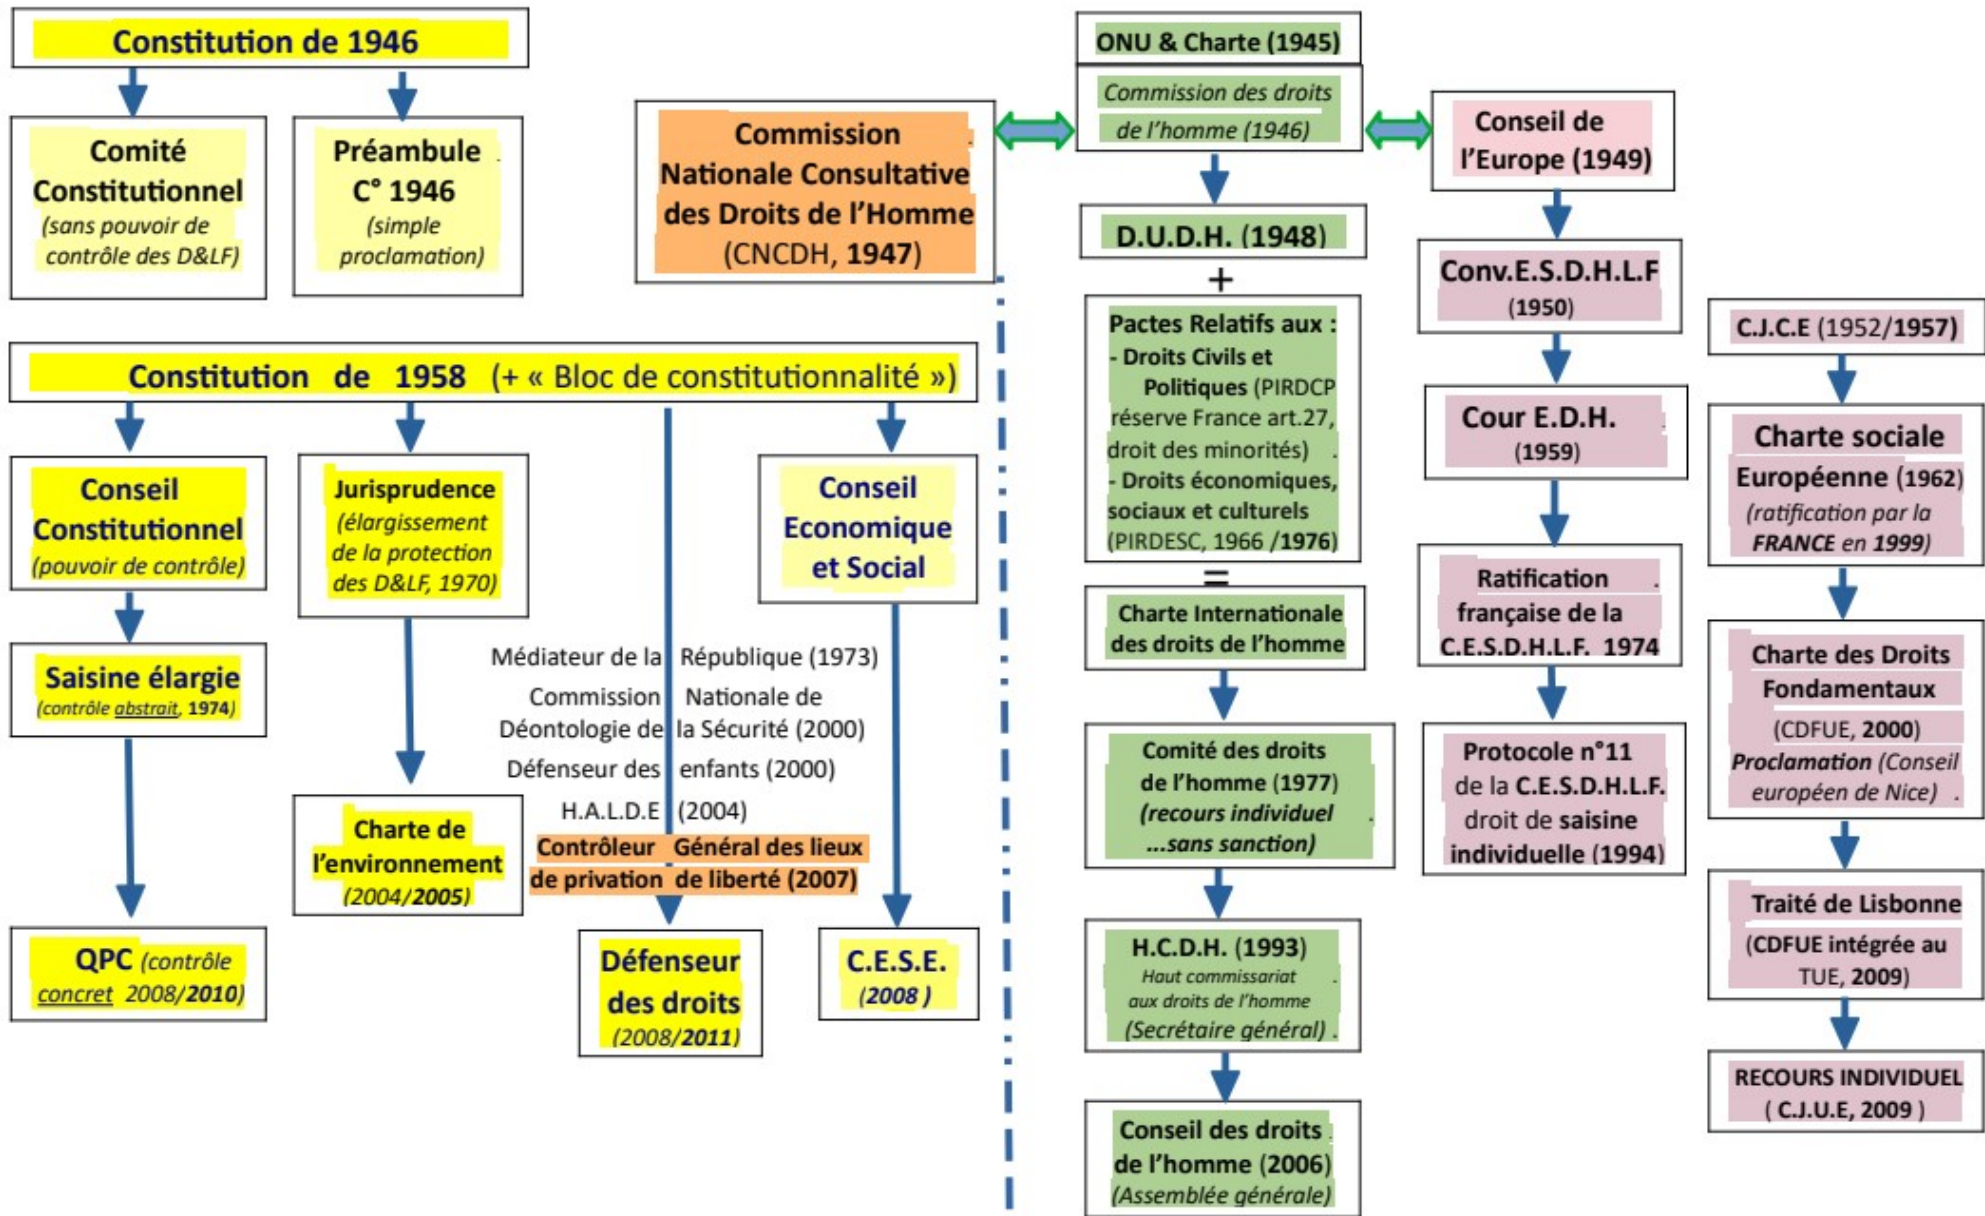 Constitution de 1946
Comité
Constitutionnel
(sans pouvoir de
contrôle des D&LF)
Préambule .
C° 1946
(simple
proclamation)
Commission .
Nationale Consultative
des Droits de l’Homme
(CNCDH, 1947)
ONU & Charte (1945)
Commission des droits
de l’homme (1946) .
Conseil de
l’Europe (1949)
D.U.D.H. (1948)
+
Pactes Relatifs aux :
- Droits Civils et
Politiques (PIRDCP
réserve France art.27,
droit des minorités) .
- Droits économiques,
sociaux et culturels
(PIRDESC, 1966 /1976)
=
Charte Internationale
des droits de l’homme
Comité des droits
de l’homme (1977)
(recours individuel .
...sans sanction)
H.C.D.H. (1993)
Haut commissariat .
aux droits de l’homme
(Secrétaire général) .
Conseil des droits .
de l’homme (2006)
(Assemblée générale)
Conv.E.S.D.H.L.F
(1950)
Cour E.D.H. .
(1959)
Ratification .
française de la
C.E.S.D.H.L.F. 1974
Protocole n°11
de la C.E.S.D.H.L.F.
droit de saisine
individuelle (1994)
C.J.C.E (1952/1957)
Charte sociale
Européenne (1962)
(ratification par la
FRANCE en 1999)
Charte des Droits
Fondamentaux
(CDFUE, 2000)
Proclamation (Conseil
européen de Nice) .
Traité de Lisbonne
(CDFUE intégrée au
TUE, 2009)
RECOURS INDIVIDUEL
( C.J.U.E, 2009 )
Constitution de 1958 (+ « Bloc de constitutionnalité »)
Conseil
Constitutionnel
(pouvoir de contrôle)
Saisine élargie
(contrôle abstrait, 1974)
QPC (contrôle
concret 2008/2010)
Jurisprudence
(élargissement
de la protection
des D&LF, 1970)
Charte de
l’environnement
(2004/2005)
Médiateur de la République (1973)
Commission Nationale de
Déontologie de la Sécurité (2000)
Défenseur des enfants (2000)
H.A.L.D.E (2004)
Contrôleur Général des lieux
de privation de liberté (2007)
Défenseur
des droits
(2008/2011)
Conseil
Economique
et Social
C.E.S.E.
(2008 )